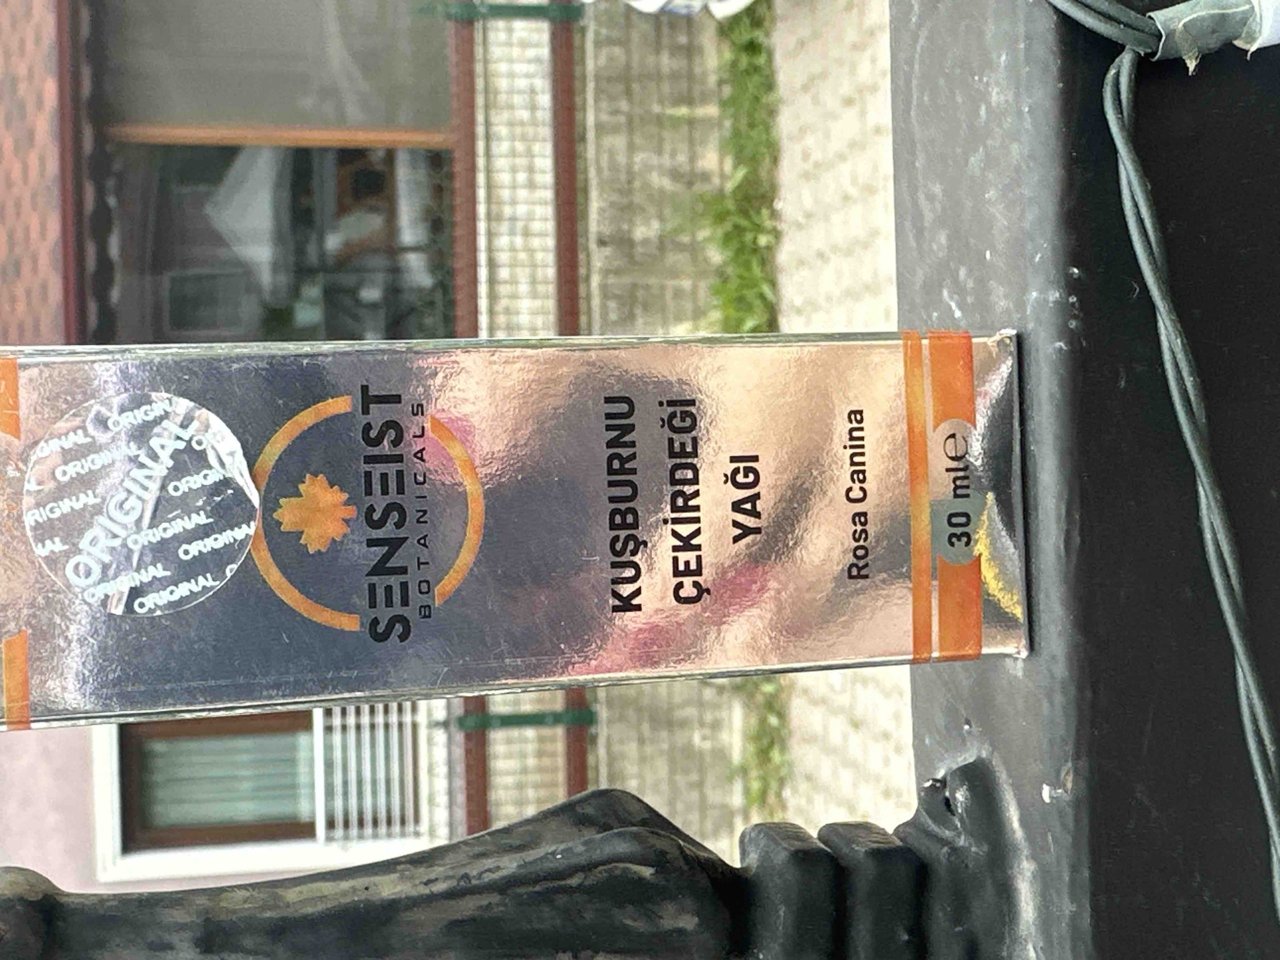 ORIGINAL
SENSEIST
BOTANICALS
KUŞBURNU
ÇEKİRDEĞİ
YAĞI
Rosa Canina
30 ml℮